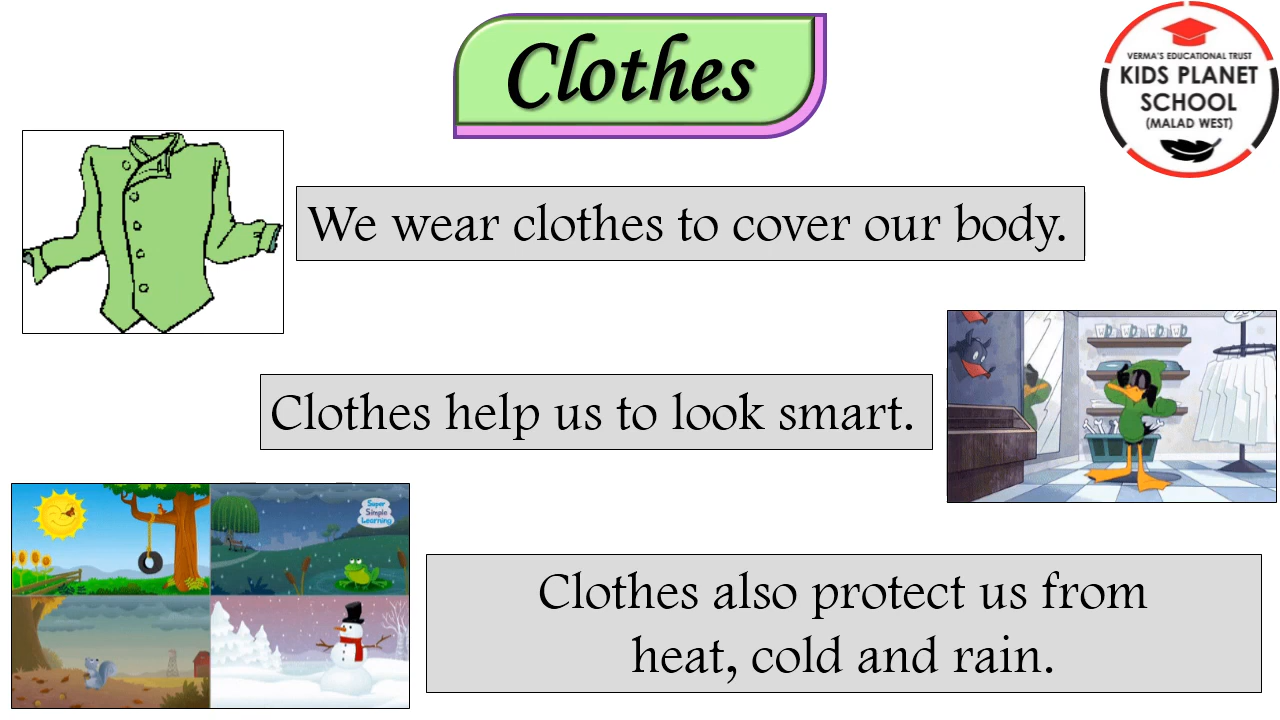 Clothes
VERMA'S EDUCATIONAL TRUST
KIDS PLANET
SCHOOL
(MALAD WEST)
We wear clothes to cover our body.
Clothes help us to look smart.
Super
Simple
Learning
Clothes also protect us from
heat, cold and rain.